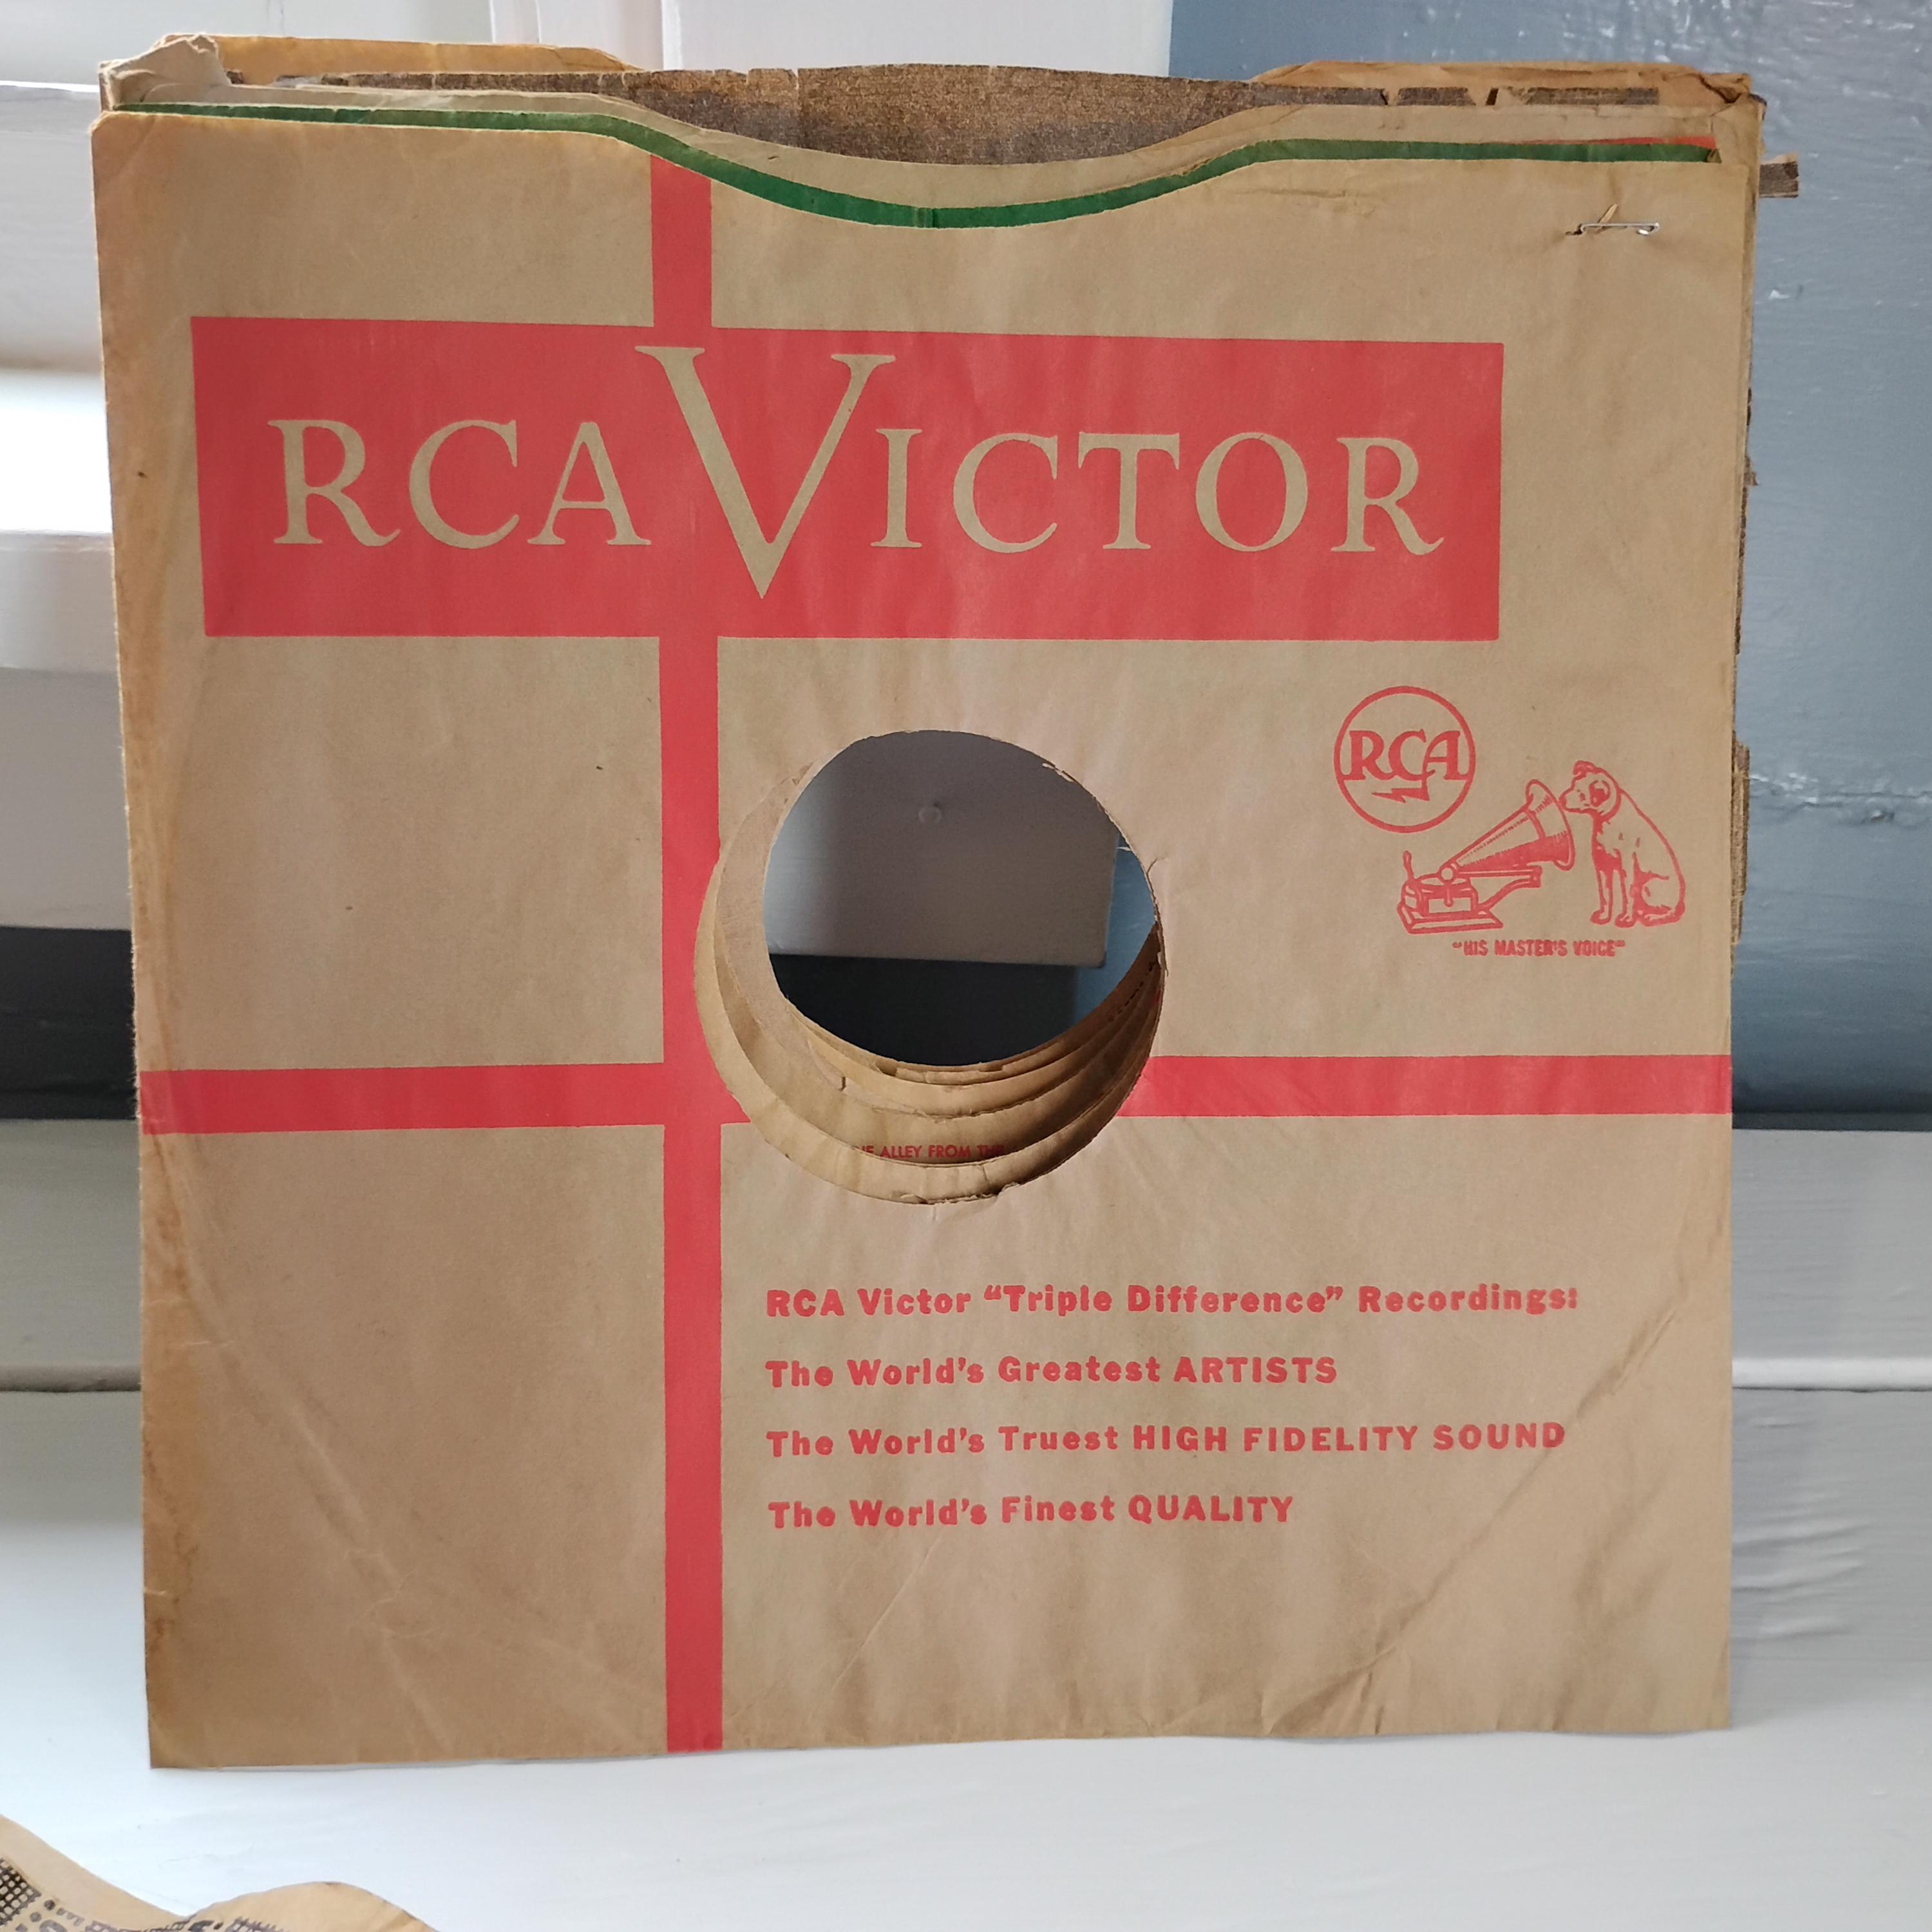 RCA VICTOR
RCA
"HIS MASTER'S VOICE"
ALLEY FROM
RCA Victor “Triple Difference” Recordings:
The World's Greatest ARTISTS
The World's Truest HIGH FIDELITY SOUND
The World's Finest QUALITY